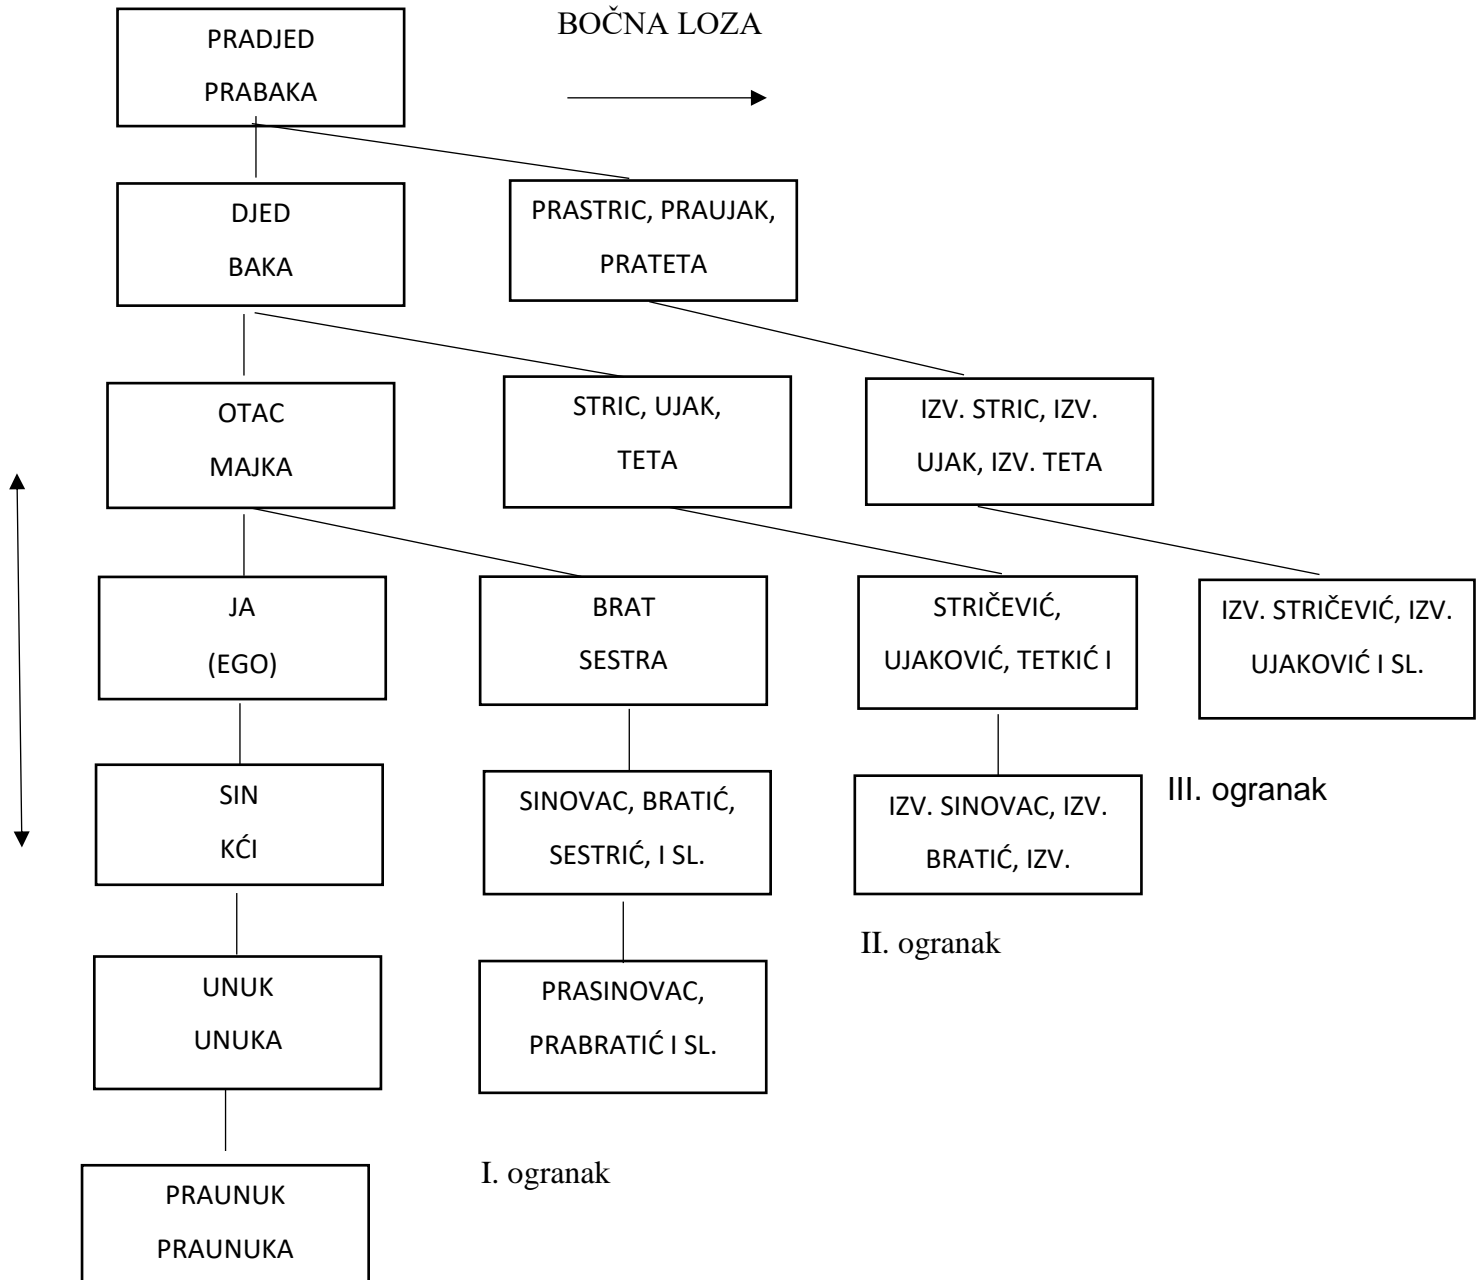 BOČNA LOZA
PRADJED
PRABAKA
DJED
BAKA
PRASTRIC, PRAUJAK,
PRATETA
OTAC
MAJKA
STRIC, UJAK,
TETA
IZV. STRIC, IZV.
UJAK, IZV. TETA
JA
(EGO)
BRAT
SESTRA
STRIČEVIĆ,
UJAKOVIĆ, TETKIĆ I
IZV. STRIČEVIĆ, IZV.
UJAKOVIĆ I SL.
SIN
KĆI
SINOVAC, BRATIĆ,
SESTRIĆ, I SL.
IZV. SINOVAC, IZV.
BRATIĆ, IZV.
III. ogranak
UNUK
UNUKA
PRASINOVAC,
PRABRATIĆ I SL.
II. ogranak
PRAUNUK
PRAUNUKA
I. ogranak